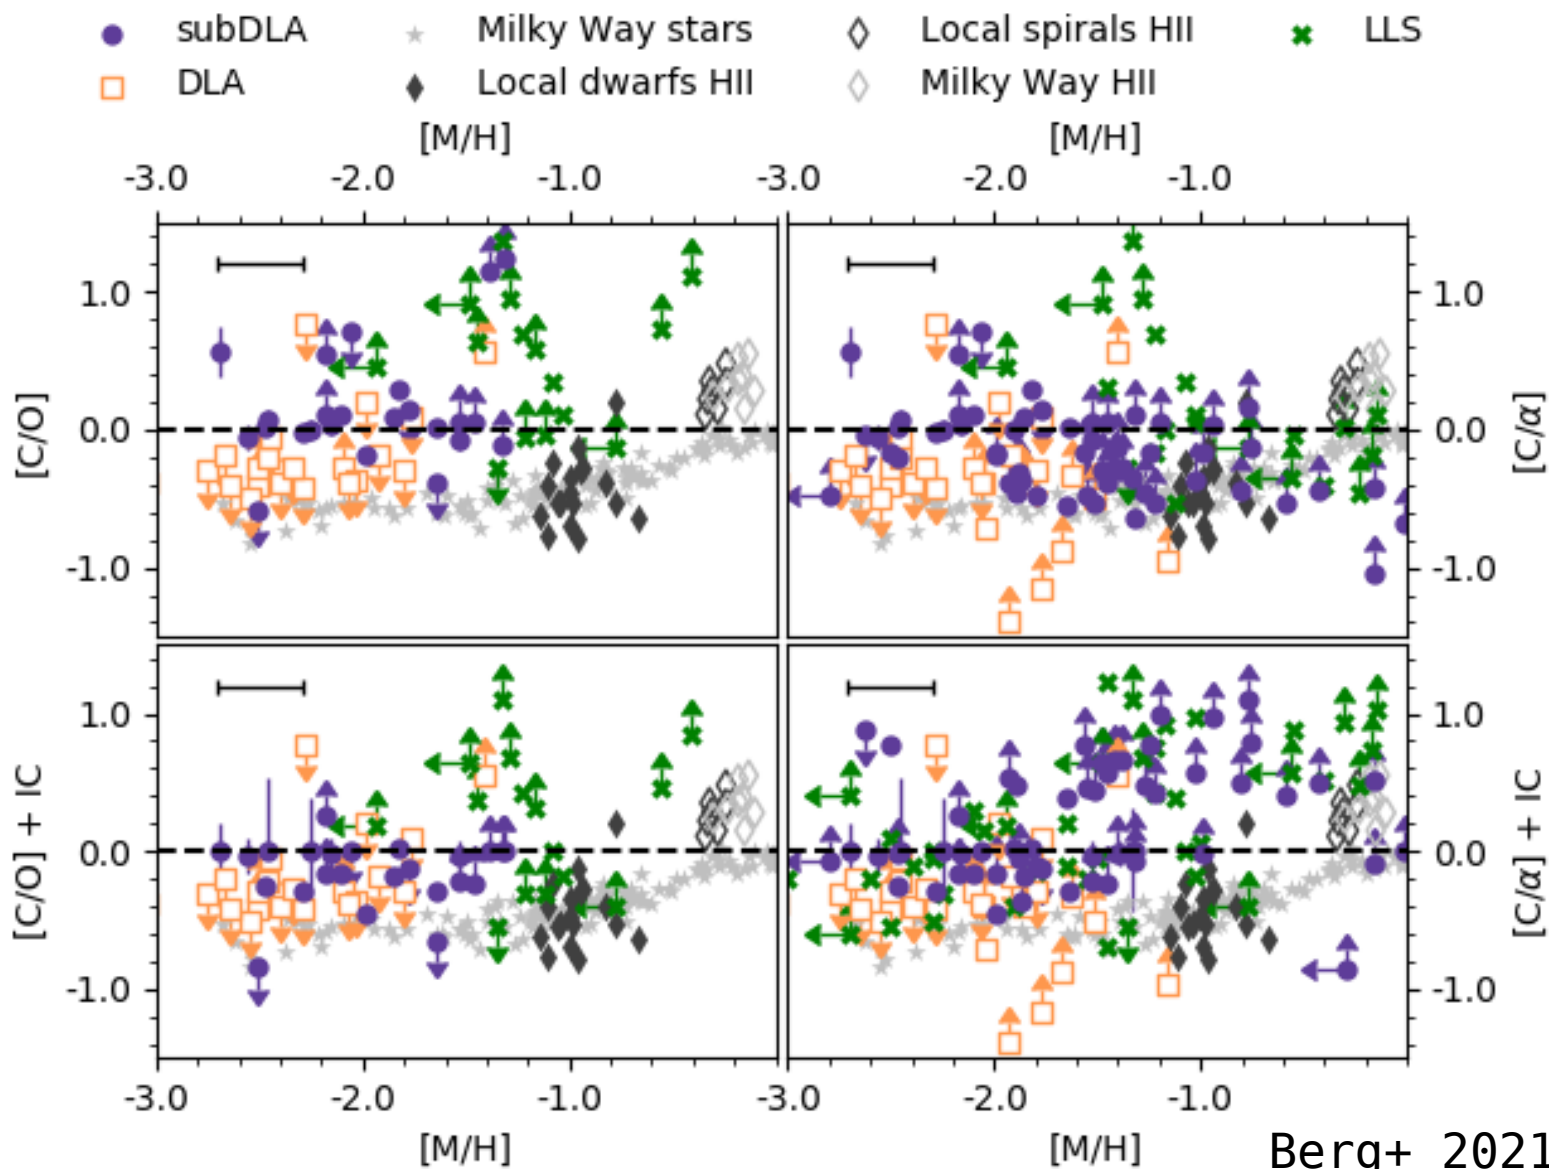 subDLA Milky Way stars Local spirals HII LLS
DLA Local dwarfs HII Milky Way HII
[M/H] [M/H]
-3.0 -2.0 -1.0 -3.0 -2.0 -1.0
1.0 1.0
[C/O] 0.0 0.0 [C/α]
-1.0 -1.0
1.0 1.0
[C/O] + IC 0.0 0.0 [C/α] + IC
-1.0 -1.0
-3.0 -2.0 -1.0 -3.0 -2.0 -1.0
[M/H] [M/H]
Berg+ 2021